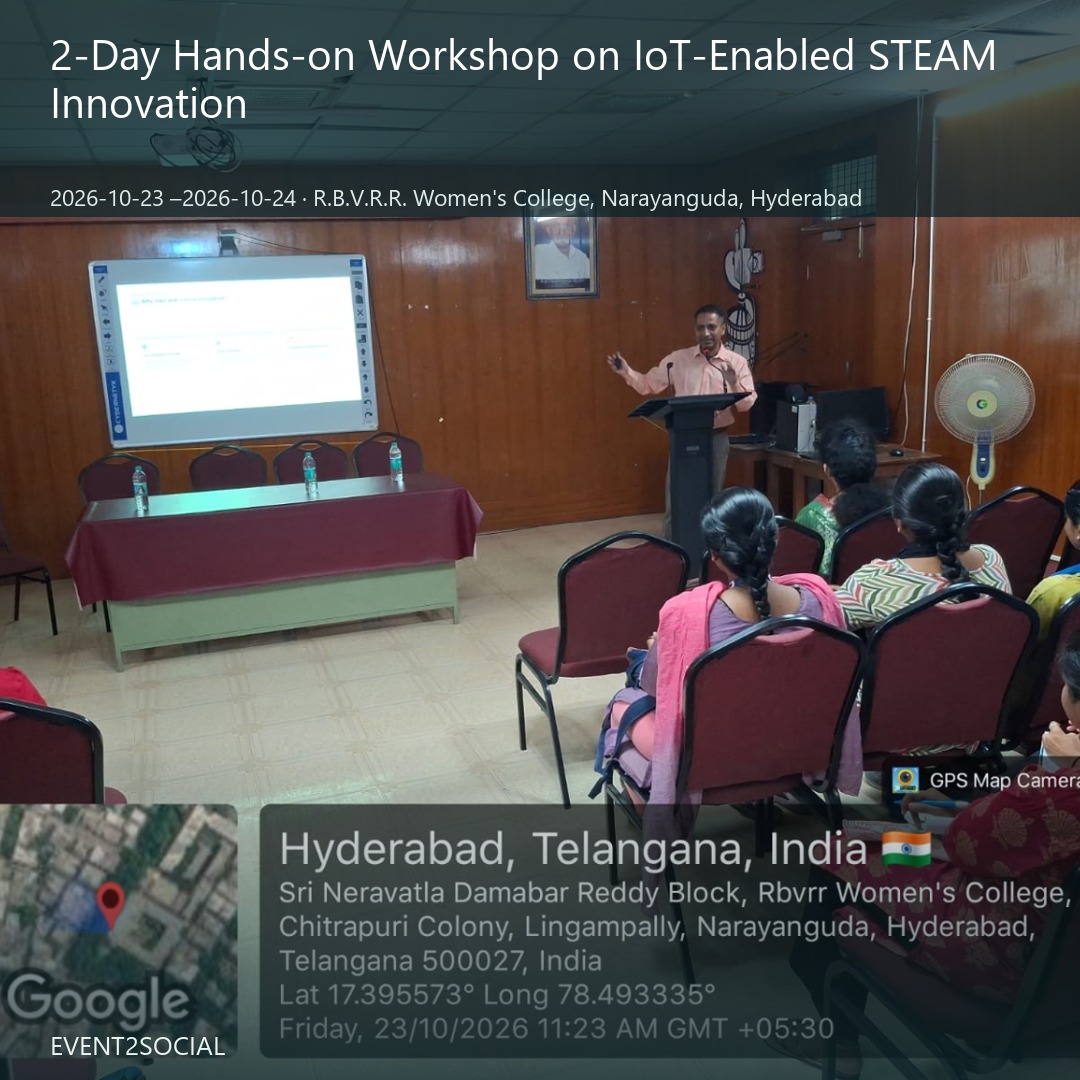 2-Day Hands-on Workshop on IoT-Enabled STEAM
Innovation
2026-10-23 –2026-10-24 · R.B.V.R.R. Women's College, Narayanguda, Hyderabad
CYBERNETYX
GPS Map Camera
Hyderabad, Telangana, India
Sri Neravatla Damabar Reddy Block, Rbvrr Women's College,
Chitrapuri Colony, Lingampally, Narayanguda, Hyderabad,
Telangana 500027, India
Lat 17.395573° Long 78.493335°
Friday, 23/10/2026 11:23 AM GMT +05:30
Google
EVENT2SOCIAL